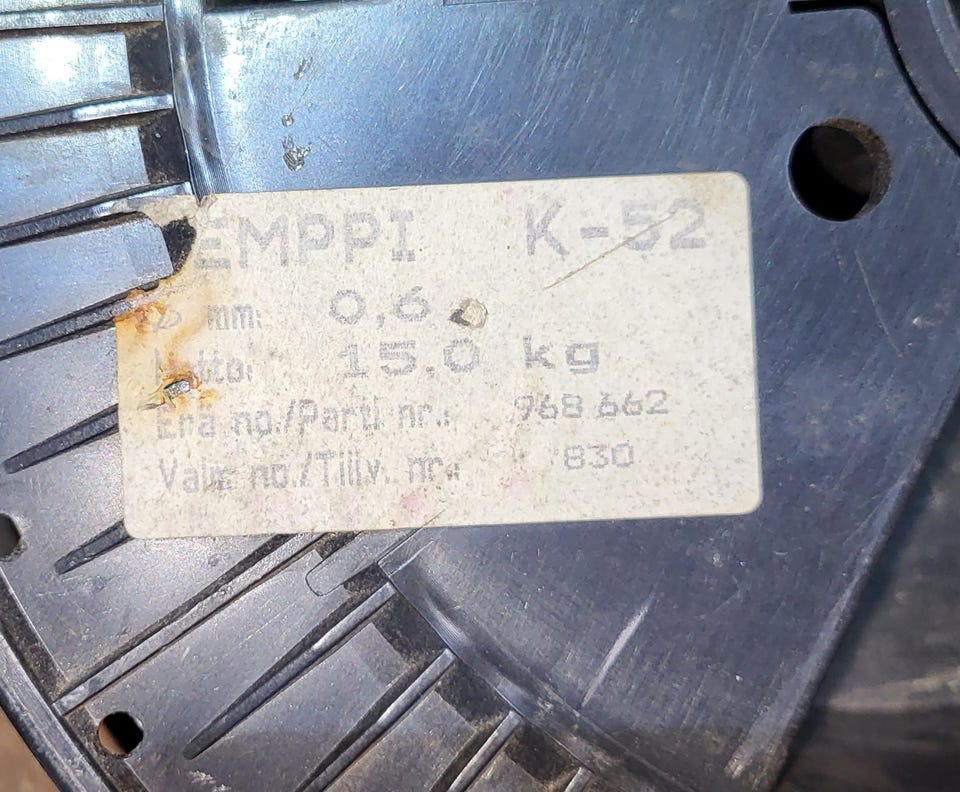 EMPPI K-52
Ø mm: 0,6
Netto: 15.0 kg
Erä no./Parti nr.: 968 662
Valm no./Tillv. nr.: 830